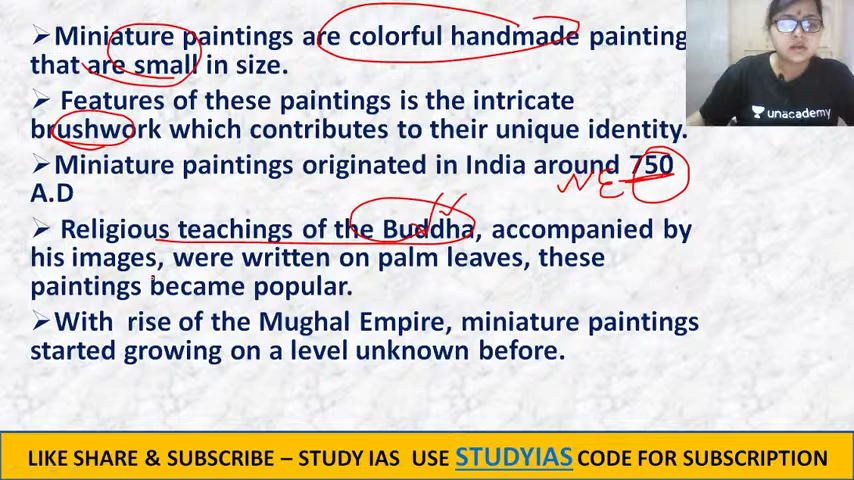 ➢Miniature paintings are colorful handmade painting
that are small in size.
➢ Features of these paintings is the intricate
brushwork which contributes to their unique identity.
➢Miniature paintings originated in India around 750
A.D
➢ Religious teachings of the Buddha, accompanied by
his images, were written on palm leaves, these
paintings became popular.
➢With rise of the Mughal Empire, miniature paintings
started growing on a level unknown before.
unacademy
NE
LIKE SHARE & SUBSCRIBE – STUDY IAS USE STUDYIAS CODE FOR SUBSCRIPTION